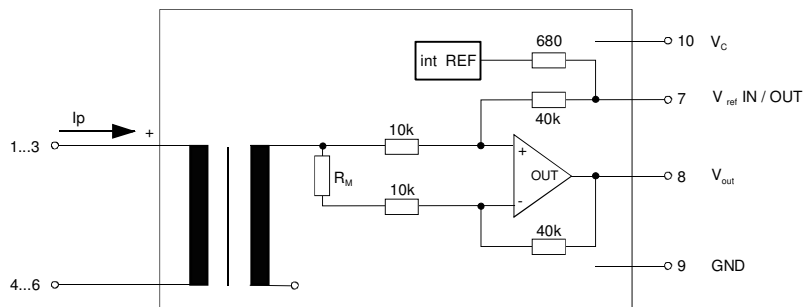 680
10 V_C
int REF
Ip
7 V_ref IN / OUT
+
10k
40k
1...3
+
OUT
R_M
8 V_out
10k
-
40k
9 GND
4...6